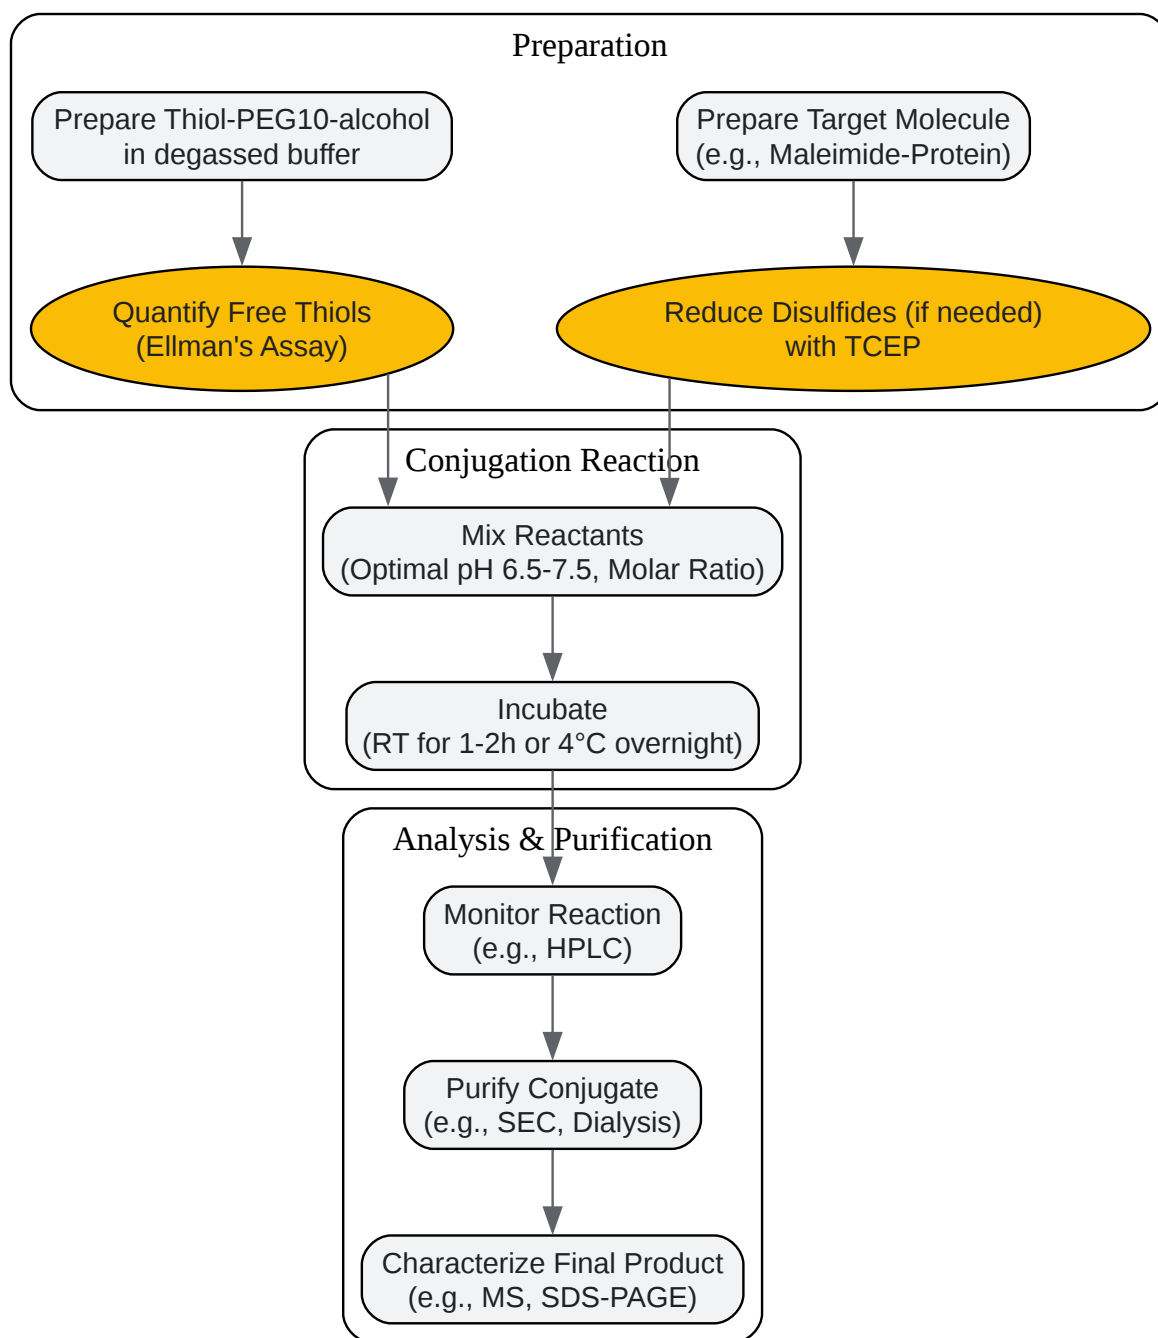 Preparation
Prepare Thiol-PEG10-alcohol
in degassed buffer
Prepare Target Molecule
(e.g., Maleimide-Protein)
Quantify Free Thiols
(Ellman's Assay)
Reduce Disulfides (if needed)
with TCEP
Conjugation Reaction
Mix Reactants
(Optimal pH 6.5-7.5, Molar Ratio)
Incubate
(RT for 1-2h or 4°C overnight)
Analysis & Purification
Monitor Reaction
(e.g., HPLC)
Purify Conjugate
(e.g., SEC, Dialysis)
Characterize Final Product
(e.g., MS, SDS-PAGE)